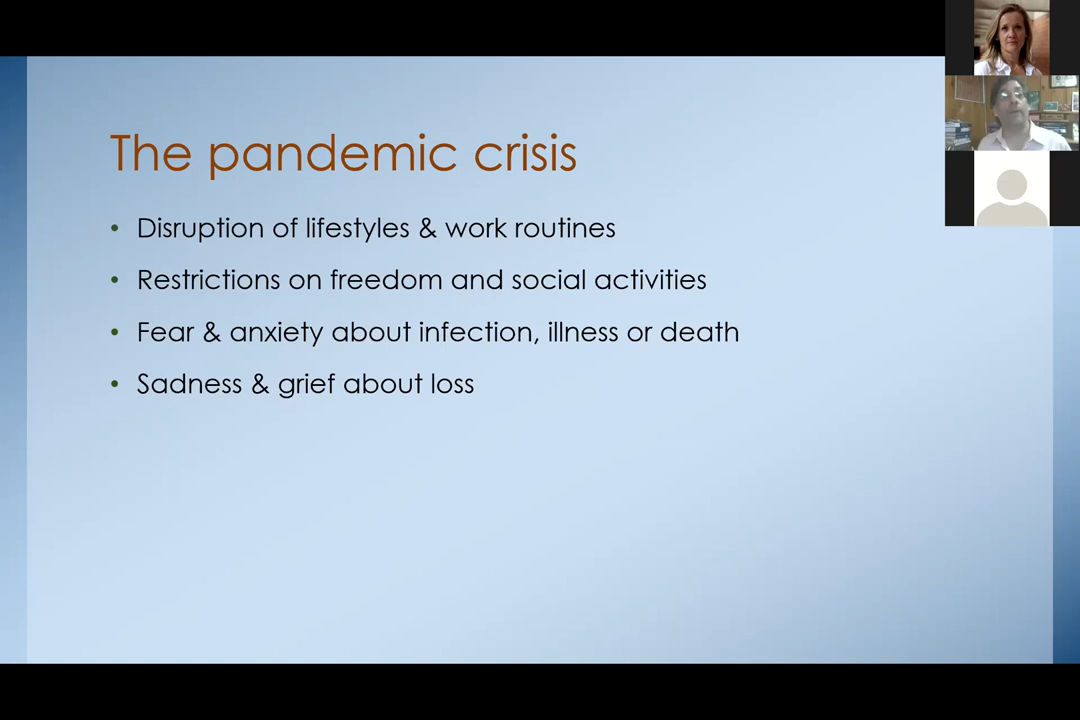 The pandemic crisis
• Disruption of lifestyles & work routines
• Restrictions on freedom and social activities
• Fear & anxiety about infection, illness or death
• Sadness & grief about loss